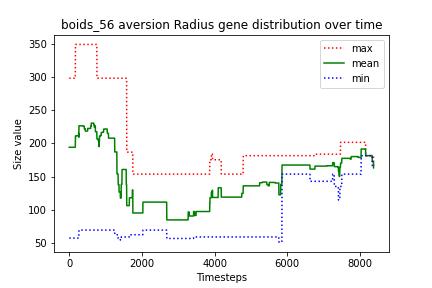 boids_56 aversion Radius gene distribution over time
350
300
250
200
150
100
50
Size value
max
mean
min
0
2000
4000
6000
8000
Timesteps